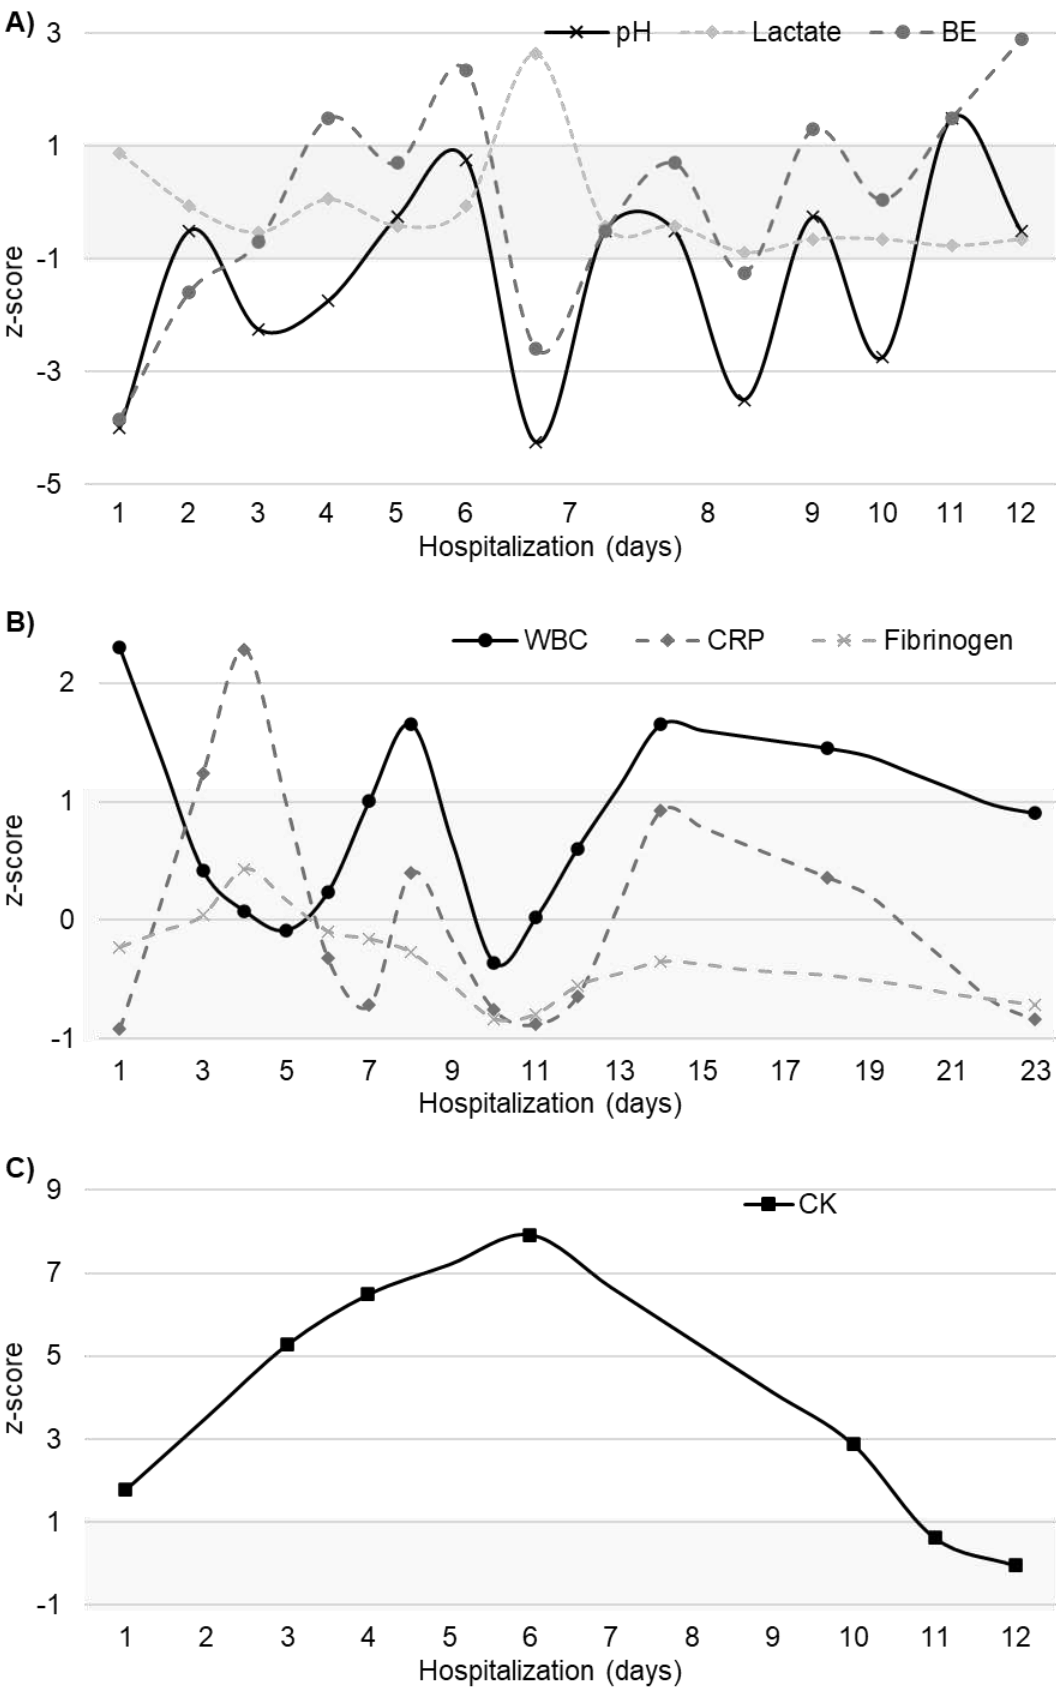 A)
3
pH Lactate BE
1
-1
-3
-5
z-score
1 2 3 4 5 6 7 8 9 10 11 12
Hospitalization (days)
B)
WBC CRP Fibrinogen
2
1
0
-1
z-score
1 3 5 7 9 11 13 15 17 19 21 23
Hospitalization (days)
C)
9
CK
7
5
3
1
-1
z-score
1 2 3 4 5 6 7 8 9 10 11 12
Hospitalization (days)